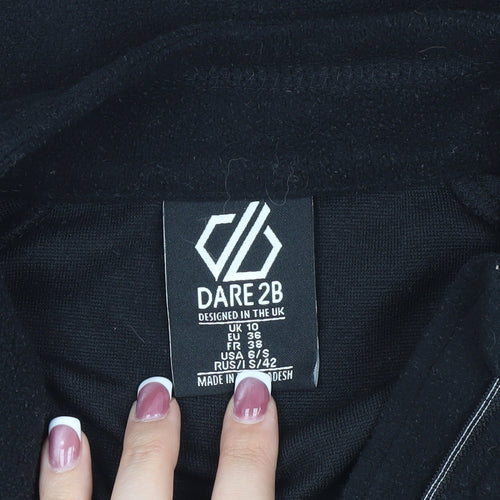 DARE 2B
DESIGNED IN THE UK
UK 10
EU 36
FR 38
USA 6/S
RUS/I S/42
MADE IN